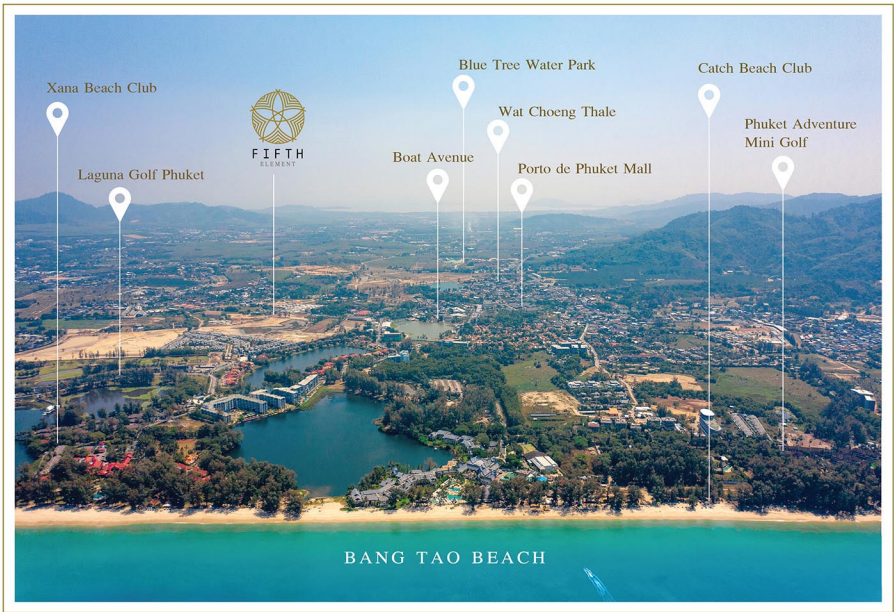 Blue Tree Water Park
Catch Beach Club
Xana Beach Club
Wat Choeng Thale
Phuket Adventure
Mini Golf
FIFTH
ELEMENT
Boat Avenue
Porto de Phuket Mall
Laguna Golf Phuket
BANG TAO BEACH